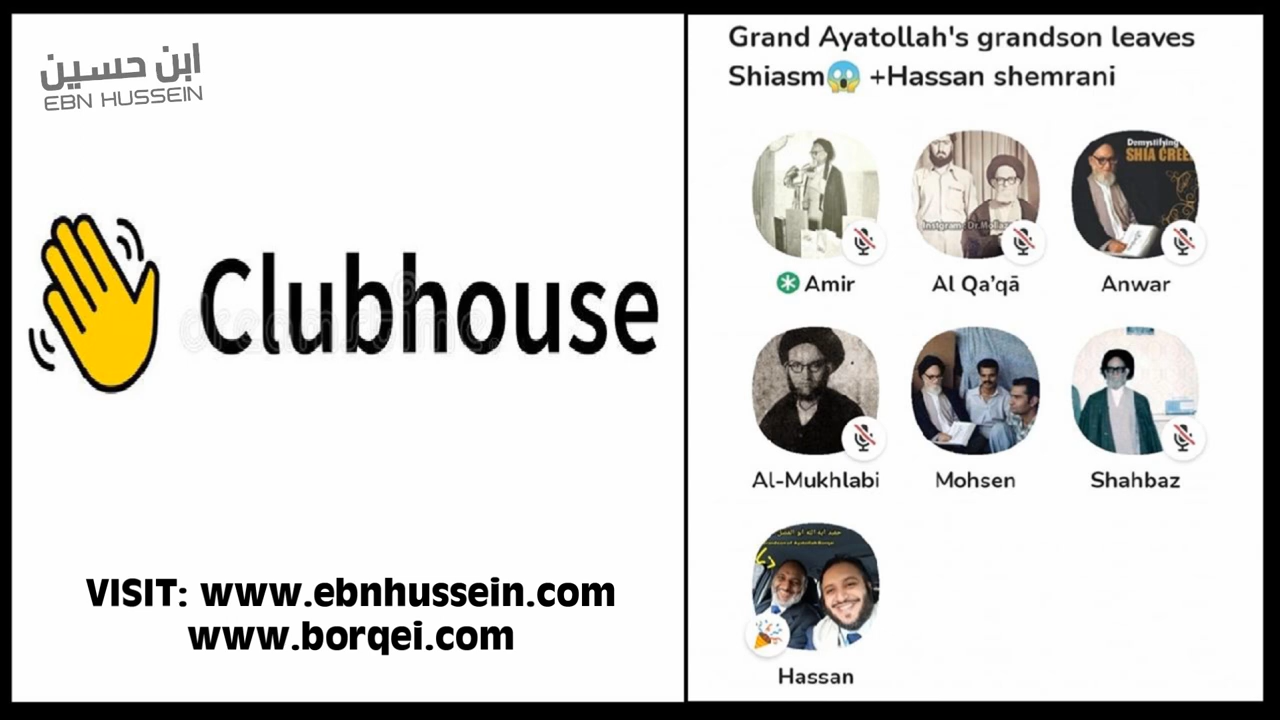 ابن حسين
EBN HUSSEIN
Clubhouse
VISIT: www.ebnhussein.com
www.borqei.com
Grand Ayatollah's grandson leaves
Shiasm😱 +Hassan shemrani
Demystifying
SHIA CREE
Amir
Al Qa'qā
Anwar
Al-Mukhlabi
Mohsen
Shahbaz
Hassan